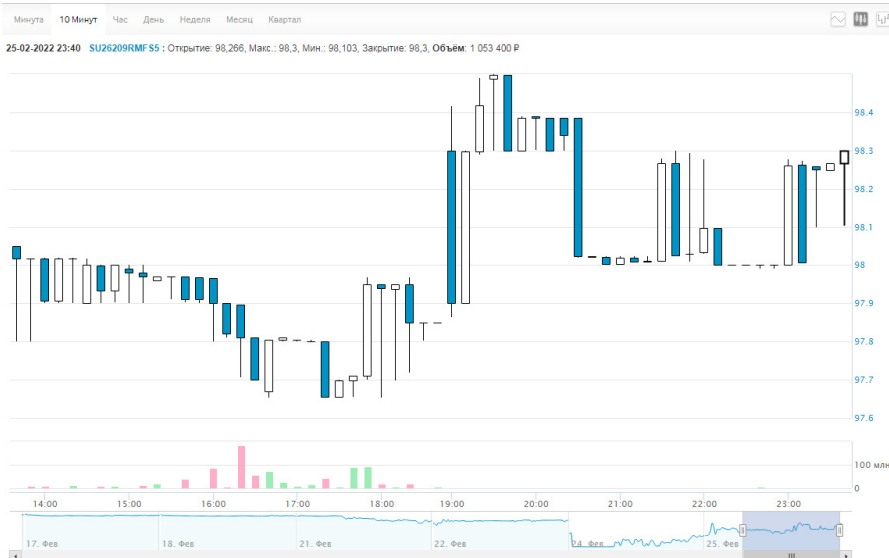 Минута 10 Минут Час День Неделя Месяц Квартал
25-02-2022 23:40 SU26209RMFS5 : Открытие: 98,266, Макс.: 98,3, Мин.: 98,103, Закрытие: 98,3, Объём: 1 053 400 ₽
98.4
98.3
98.2
98.1
98
97.9
97.8
97.7
97.6
100 млн
0
14:00 15:00 16:00 17:00 18:00 19:00 20:00 21:00 22:00 23:00
17. Фев 18. Фев 21. Фев 22. Фев 24. Фев 25. Фев